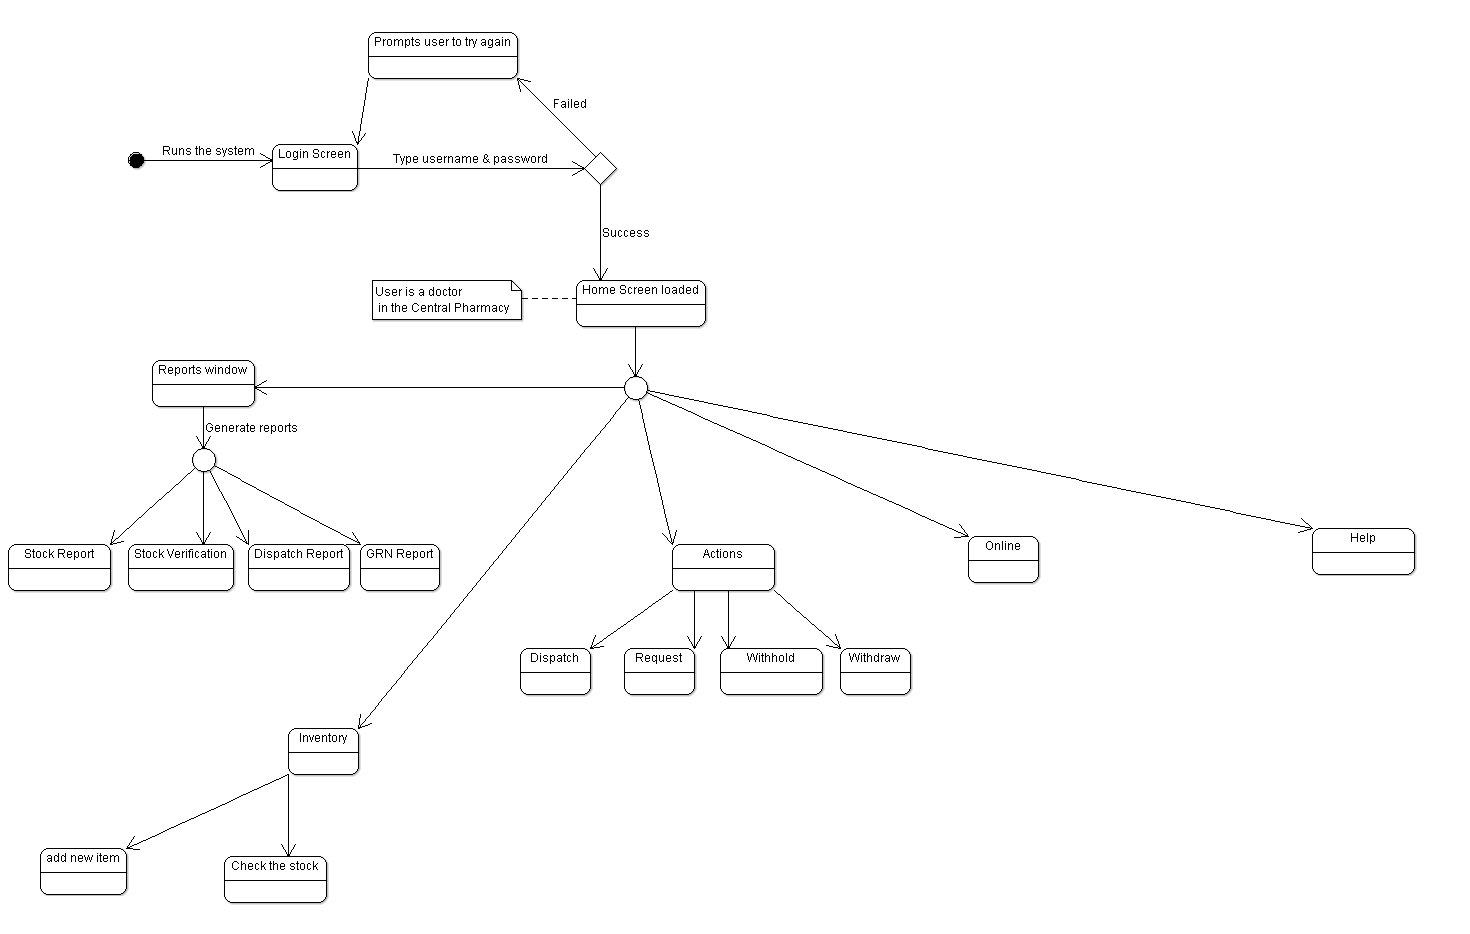 Prompts user to try again
Failed
Runs the system
Login Screen
Type username & password
Success
User is a doctor
in the Central Pharmacy
Home Screen loaded
Reports window
Generate reports
Stock Report
Stock Verification
Dispatch Report
GRN Report
Actions
Online
Help
Dispatch
Request
Withhold
Withdraw
Inventory
add new item
Check the stock